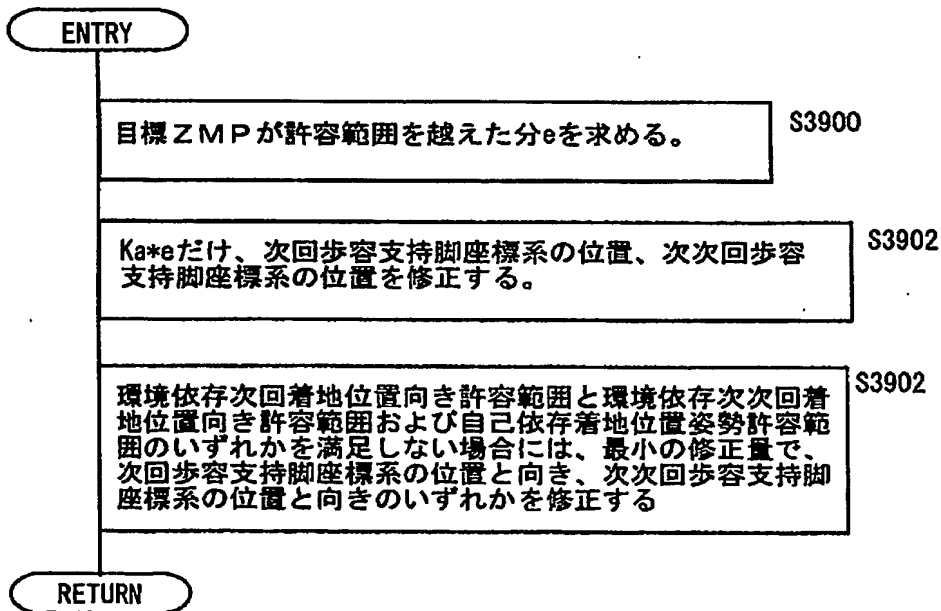 ENTRY
目標ZMPが許容範囲を越えた分eを求める。
S3900
Ka*eだけ、次回歩容支持脚座標系の位置、次次回歩容
支持脚座標系の位置を修正する。
S3902
環境依存次回着地位置向き許容範囲と環境依存次次回着
地位置向き許容範囲および自己依存着地位置姿勢許容範
囲のいずれかを満足しない場合には、最小の修正量で、
次回歩容支持脚座標系の位置と向き、次次回歩容支持脚
座標系の位置と向きのいずれかを修正する
S3902
RETURN